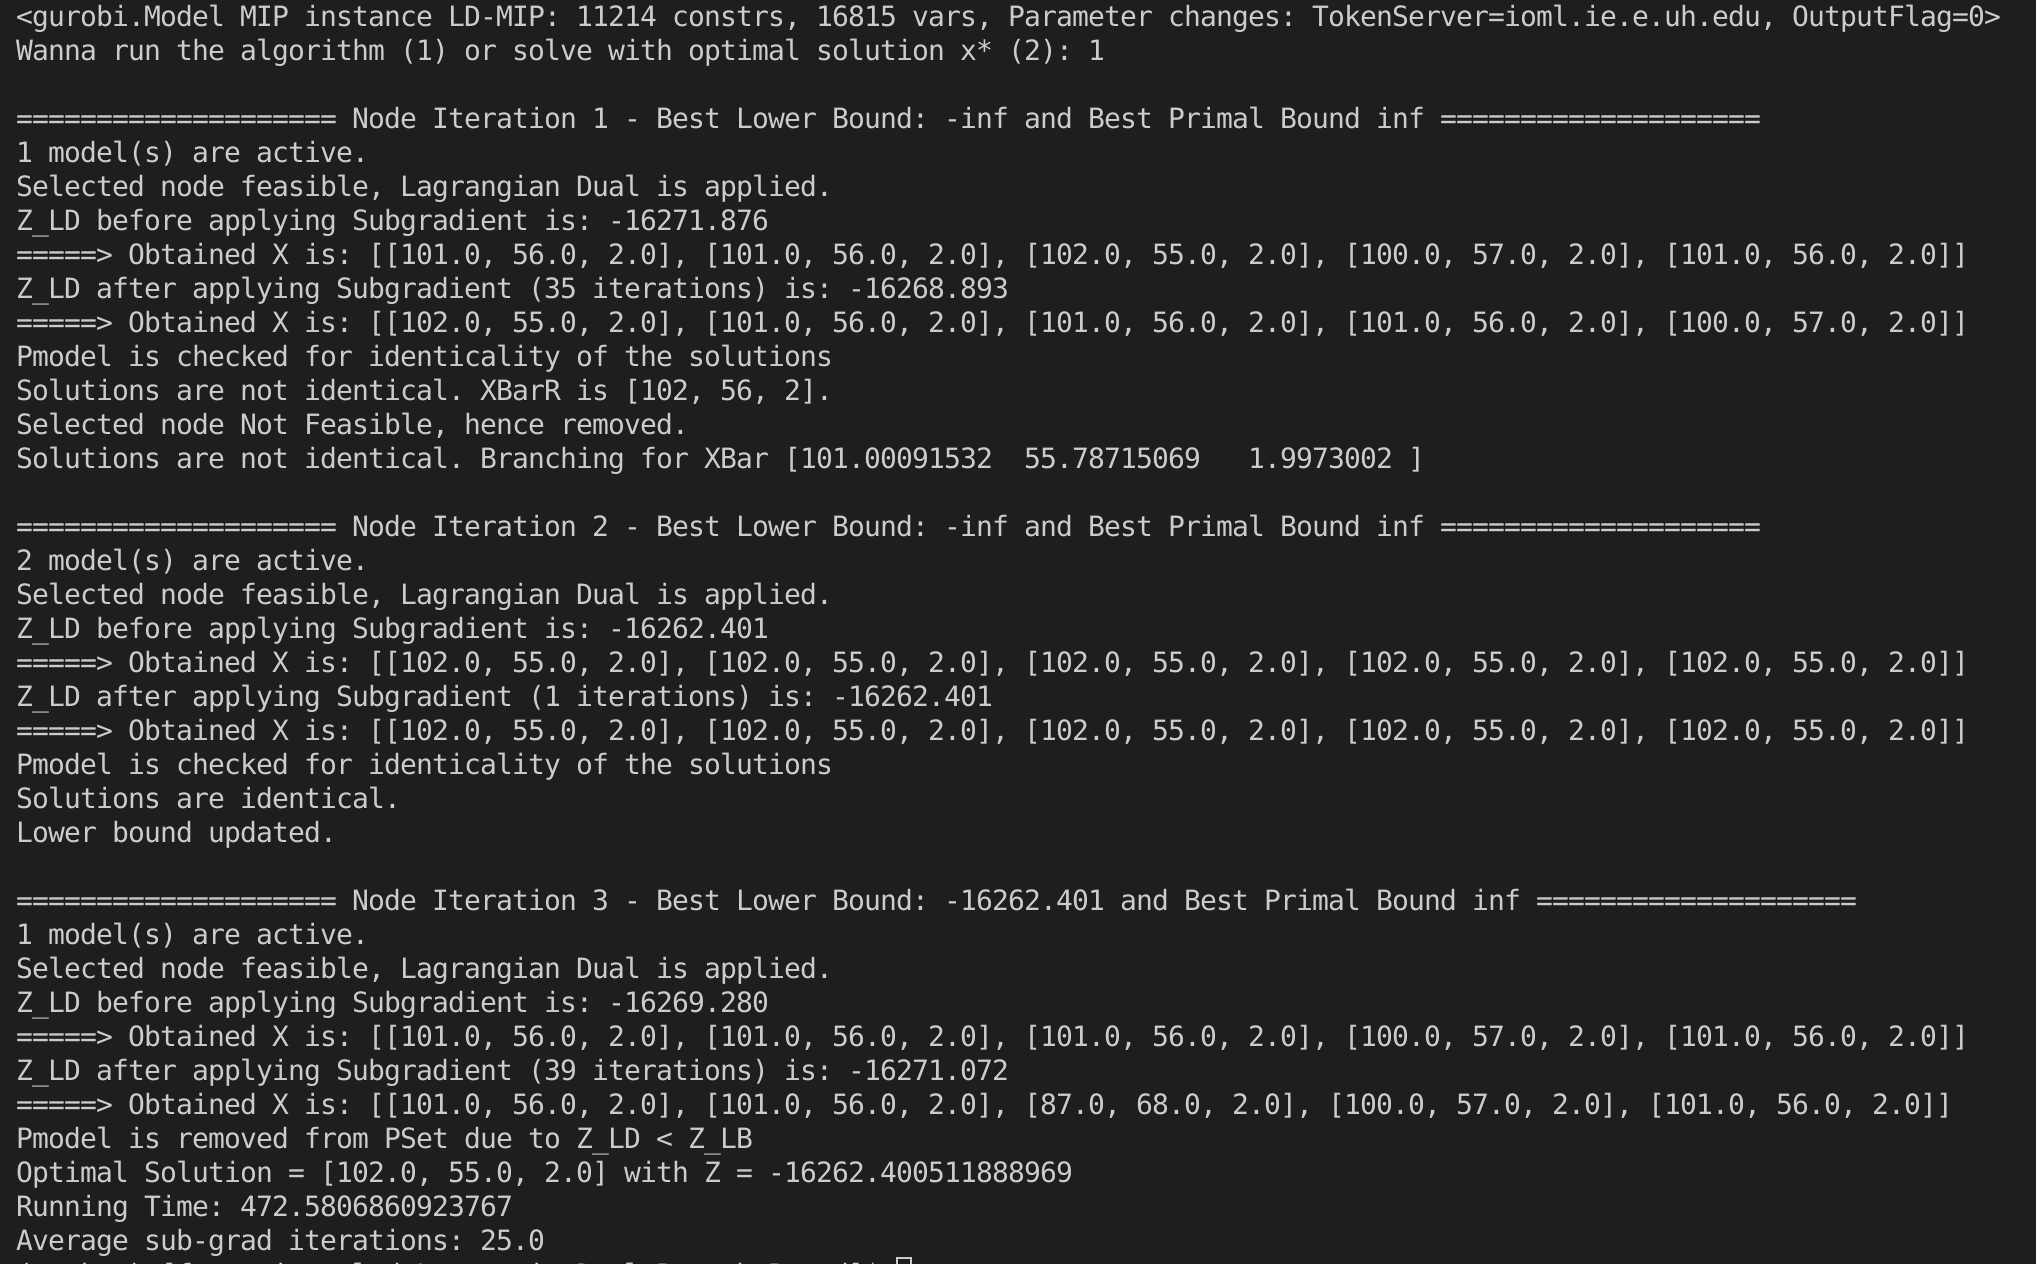 <gurobi.Model MIP instance LD-MIP: 11214 constrs, 16815 vars, Parameter changes: TokenServer=ioml.ie.e.uh.edu, OutputFlag=0>
Wanna run the algorithm (1) or solve with optimal solution x* (2): 1
==================== Node Iteration 1 - Best Lower Bound: -inf and Best Primal Bound inf ====================
1 model(s) are active.
Selected node feasible, Lagrangian Dual is applied.
Z_LD before applying Subgradient is: -16271.876
=====> Obtained X is: [[101.0, 56.0, 2.0], [101.0, 56.0, 2.0], [102.0, 55.0, 2.0], [100.0, 57.0, 2.0], [101.0, 56.0, 2.0]]
Z_LD after applying Subgradient (35 iterations) is: -16268.893
=====> Obtained X is: [[102.0, 55.0, 2.0], [101.0, 56.0, 2.0], [101.0, 56.0, 2.0], [101.0, 56.0, 2.0], [100.0, 57.0, 2.0]]
Pmodel is checked for identicality of the solutions
Solutions are not identical. XBarR is [102, 56, 2].
Selected node Not Feasible, hence removed.
Solutions are not identical. Branching for XBar [101.00091532  55.78715069   1.9973002 ]
==================== Node Iteration 2 - Best Lower Bound: -inf and Best Primal Bound inf ====================
2 model(s) are active.
Selected node feasible, Lagrangian Dual is applied.
Z_LD before applying Subgradient is: -16262.401
=====> Obtained X is: [[102.0, 55.0, 2.0], [102.0, 55.0, 2.0], [102.0, 55.0, 2.0], [102.0, 55.0, 2.0], [102.0, 55.0, 2.0]]
Z_LD after applying Subgradient (1 iterations) is: -16262.401
=====> Obtained X is: [[102.0, 55.0, 2.0], [102.0, 55.0, 2.0], [102.0, 55.0, 2.0], [102.0, 55.0, 2.0], [102.0, 55.0, 2.0]]
Pmodel is checked for identicality of the solutions
Solutions are identical.
Lower bound updated.
==================== Node Iteration 3 - Best Lower Bound: -16262.401 and Best Primal Bound inf ====================
1 model(s) are active.
Selected node feasible, Lagrangian Dual is applied.
Z_LD before applying Subgradient is: -16269.280
=====> Obtained X is: [[101.0, 56.0, 2.0], [101.0, 56.0, 2.0], [101.0, 56.0, 2.0], [100.0, 57.0, 2.0], [101.0, 56.0, 2.0]]
Z_LD after applying Subgradient (39 iterations) is: -16271.072
=====> Obtained X is: [[101.0, 56.0, 2.0], [101.0, 56.0, 2.0], [87.0, 68.0, 2.0], [100.0, 57.0, 2.0], [101.0, 56.0, 2.0]]
Pmodel is removed from PSet due to Z_LD < Z_LB
Optimal Solution = [102.0, 55.0, 2.0] with Z = -16262.400511888969
Running Time: 472.5806860923767
Average sub-grad iterations: 25.0